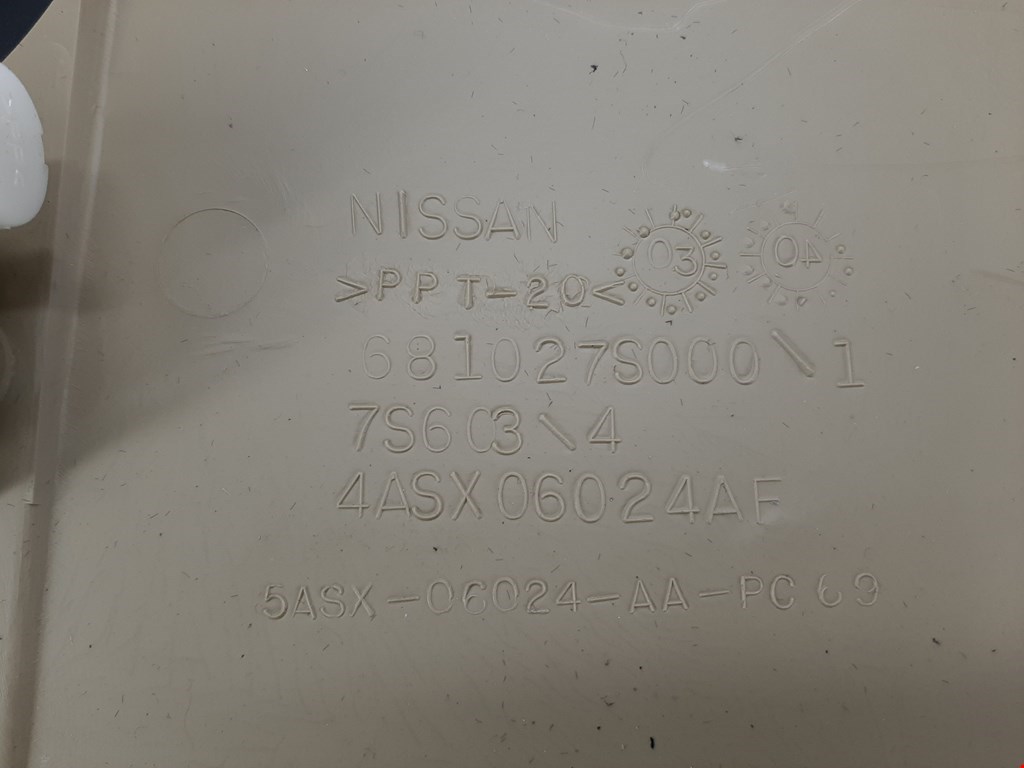 NISSAN
03
04
>PPT-20<
681027S000\1
7S603\4
4ASX06024AF
5ASX-06024-AA-PC69